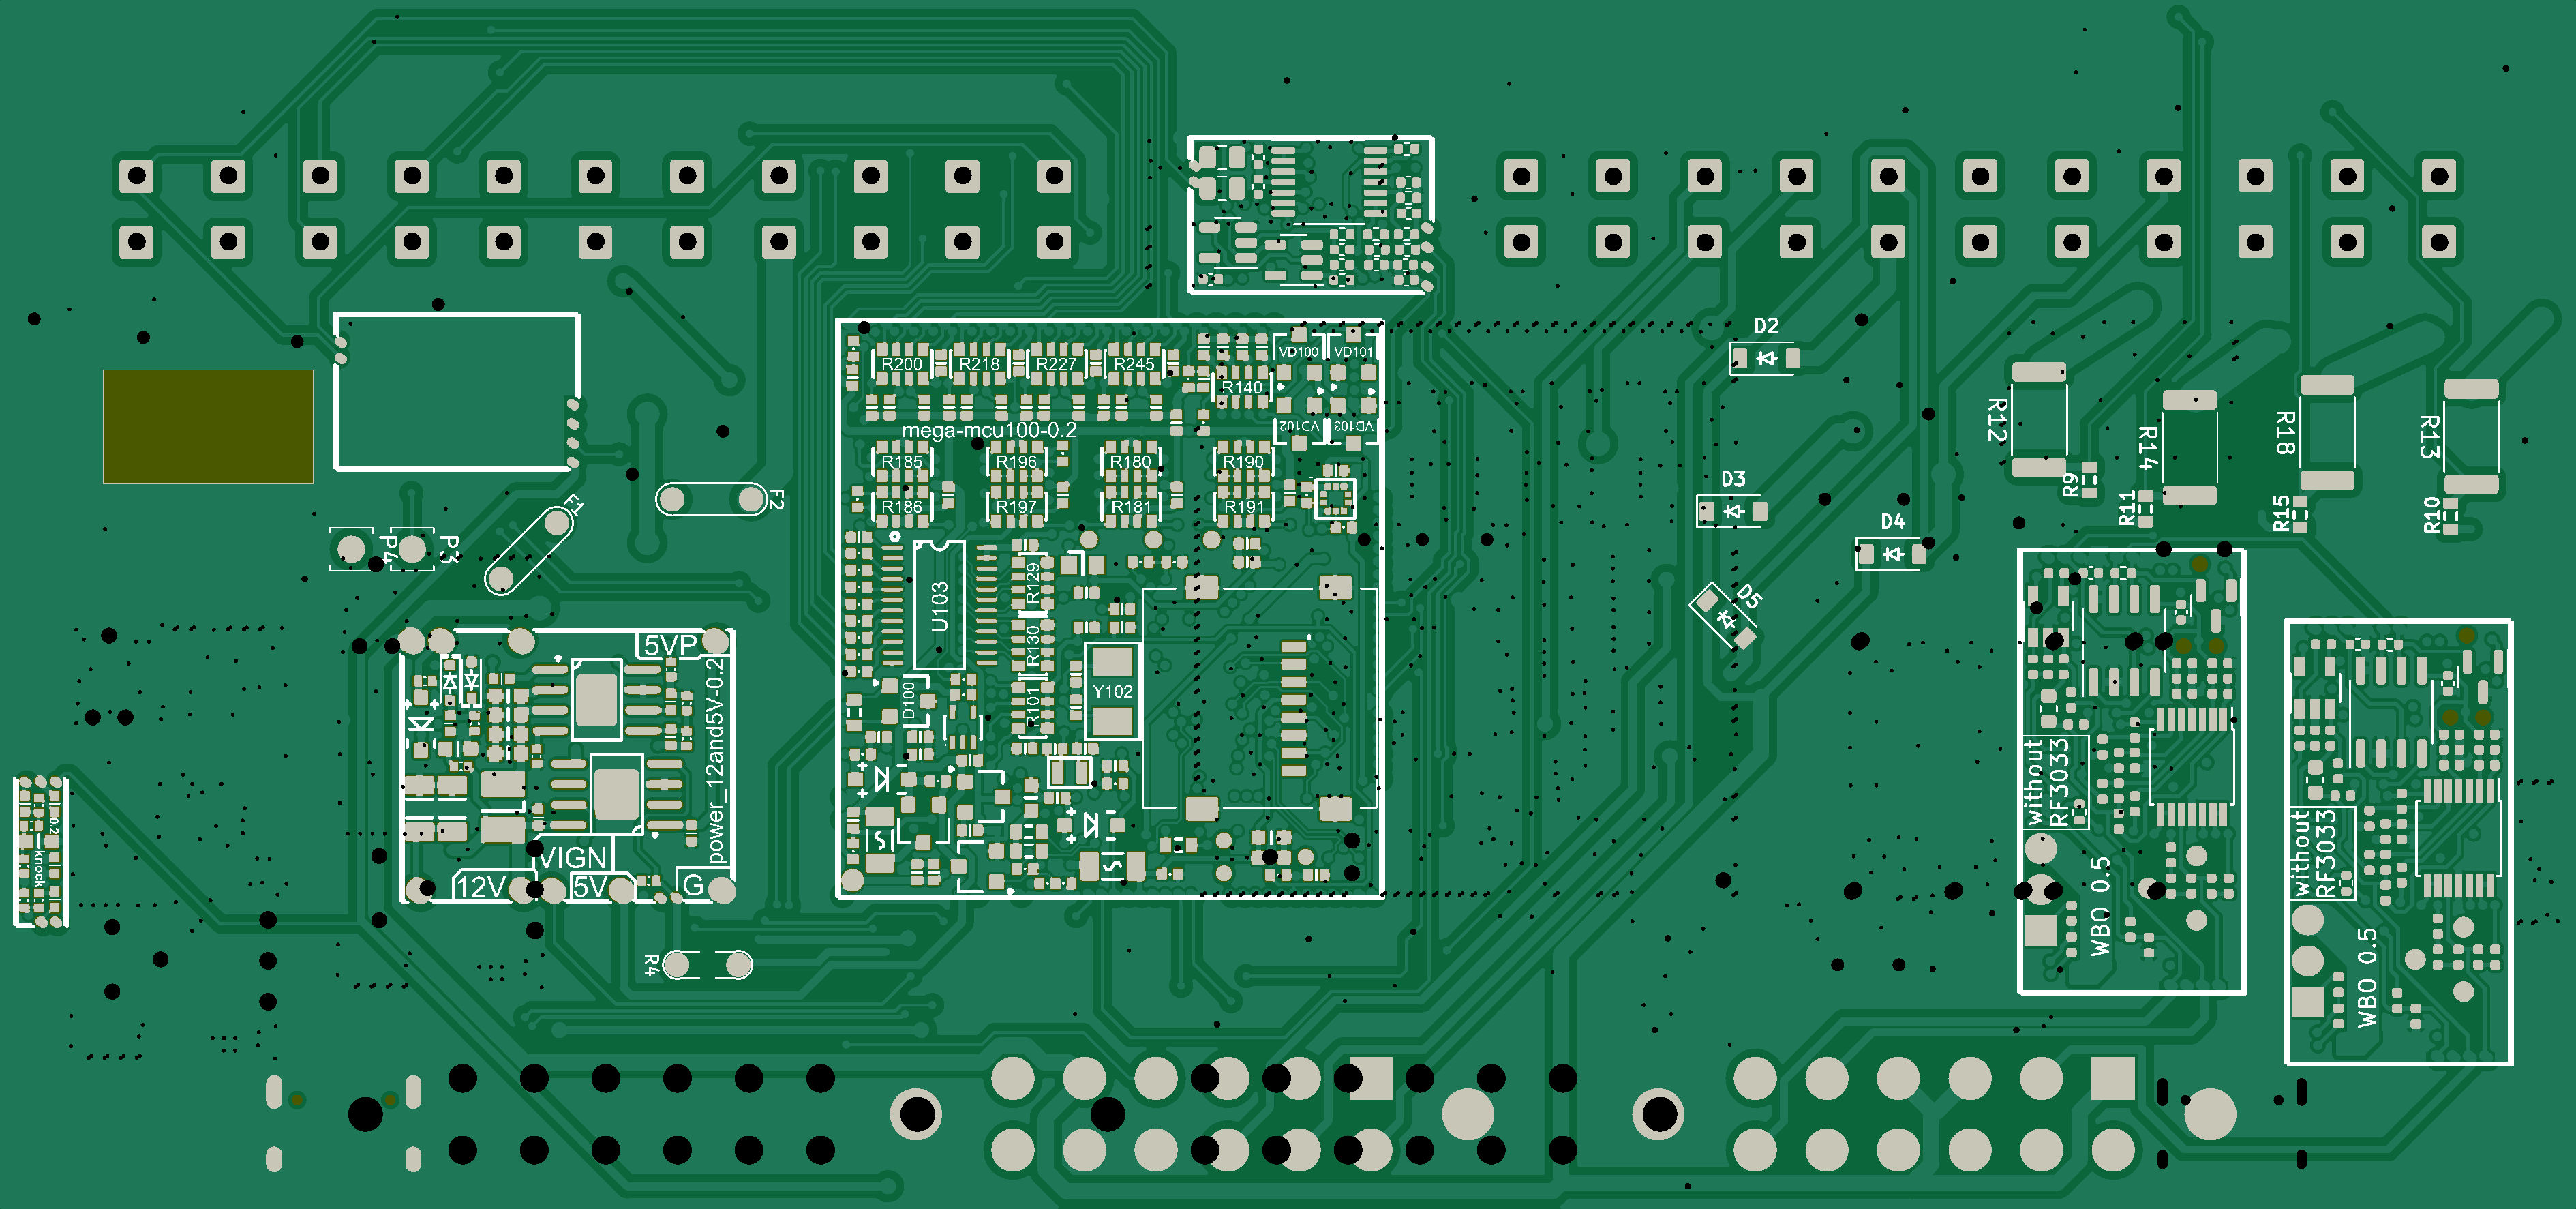 D2
VD100
VD101
R200
R218
R227
R245
R140
R12
R14
R18
R13
VD102
VD103
mega-mcu100-0.2
R185
R196
R180
R190
R9
D3
F1
F2
R186
R197
R181
R191
R11
R15
R10
D4
P4
P3
R129
U103
D5
5VP
R130
power_12and5V-0.2
D100
R101
Y102
without
RF3033
0.2
knock
VIGN
without
RF3033
12V
5V
G
WBO 0.5
R4
WBO 0.5